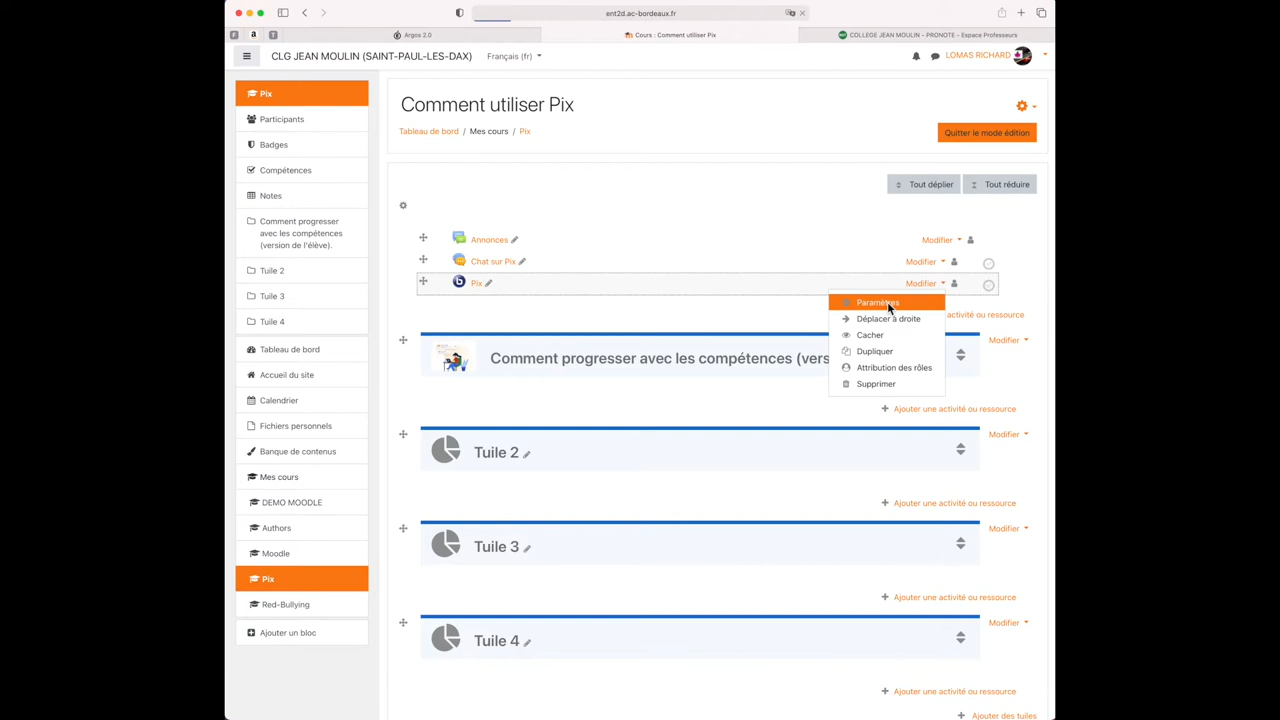 ent2d.ac-bordeaux.fr
F
a
T
Argos 2.0
Cours : Comment utiliser Pix
COLLEGE JEAN MOULIN - PRONOTE - Espace Professeurs
CLG JEAN MOULIN (SAINT-PAUL-LES-DAX)
Français (fr)
LOMAS RICHARD
Pix
Participants
Badges
Compétences
Notes
Comment progresser
avec les compétences
(version de l'élève).
Tuile 2
Tuile 3
Tuile 4
Tableau de bord
Accueil du site
Calendrier
Fichiers personnels
Banque de contenus
Mes cours
DEMO MOODLE
Authors
Moodle
Pix
Red-Bullying
Ajouter un bloc
Comment utiliser Pix
Tableau de bord / Mes cours / Pix
Quitter le mode édition
Tout déplier
Tout réduire
Annonces
Modifier
Chat sur Pix
Modifier
b
Pix
Modifier
Paramètres
Déplacer à droite
Cacher
Dupliquer
Attribution des rôles
Supprimer
activité ou ressource
Comment progresser avec les compétences (vers
Modifier
Ajouter une activité ou ressource
Tuile 2
Modifier
Ajouter une activité ou ressource
Tuile 3
Modifier
Ajouter une activité ou ressource
Tuile 4
Modifier
Ajouter une activité ou ressource
Ajouter des tuiles